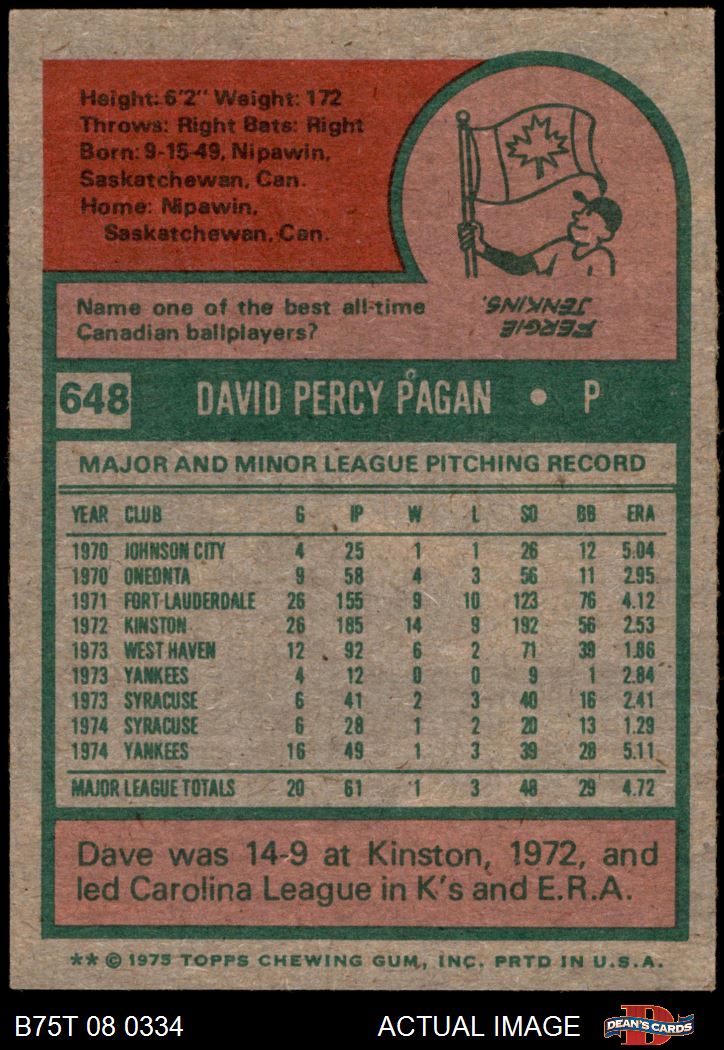 Height: 6'2" Weight: 172
Throws: Right Bats: Right
Born: 9-15-49, Nipawin,
Saskatchewan, Can.
Home: Nipawin,
Saskatchewan, Can.
Name one of the best all-time
Canadian ballplayers?
FERGIE
JENKINS.
648 DAVID PERCY PAGAN • P
MAJOR AND MINOR LEAGUE PITCHING RECORD
YEAR CLUB G IP W L SO BB ERA
1970 JOHNSON CITY 4 25 1 1 26 12 5.04
1970 ONEONTA 9 58 4 3 56 11 2.95
1971 FORT LAUDERDALE 26 155 9 10 123 76 4.12
1972 KINSTON 26 185 14 9 192 56 2.53
1973 WEST HAVEN 12 92 6 2 71 39 1.86
1973 YANKEES 4 12 0 0 9 1 2.84
1973 SYRACUSE 6 41 2 3 40 16 2.41
1974 SYRACUSE 6 28 1 2 20 13 1.29
1974 YANKEES 16 49 1 3 39 28 5.11
MAJOR LEAGUE TOTALS 20 61 1 3 48 29 4.72
Dave was 14-9 at Kinston, 1972, and
led Carolina League in K's and E.R.A.
** © 1975 TOPPS CHEWING GUM, INC. PRTD IN U.S.A.
B75T 08 0334 ACTUAL IMAGE DEAN'S CARDS